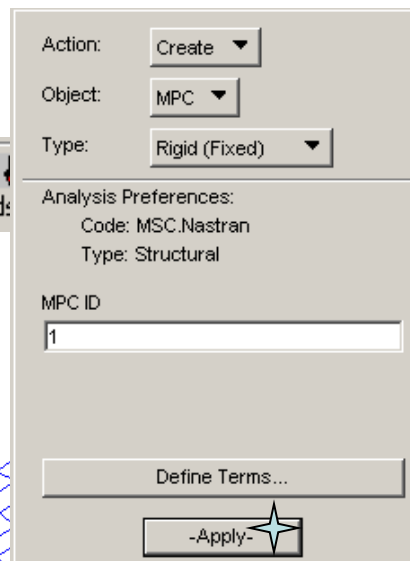 Action: Create
Object: MPC
Type: Rigid (Fixed)
Analysis Preferences:
Code: MSC.Nastran
Type: Structural
MPC ID
1
Define Terms...
-Apply-